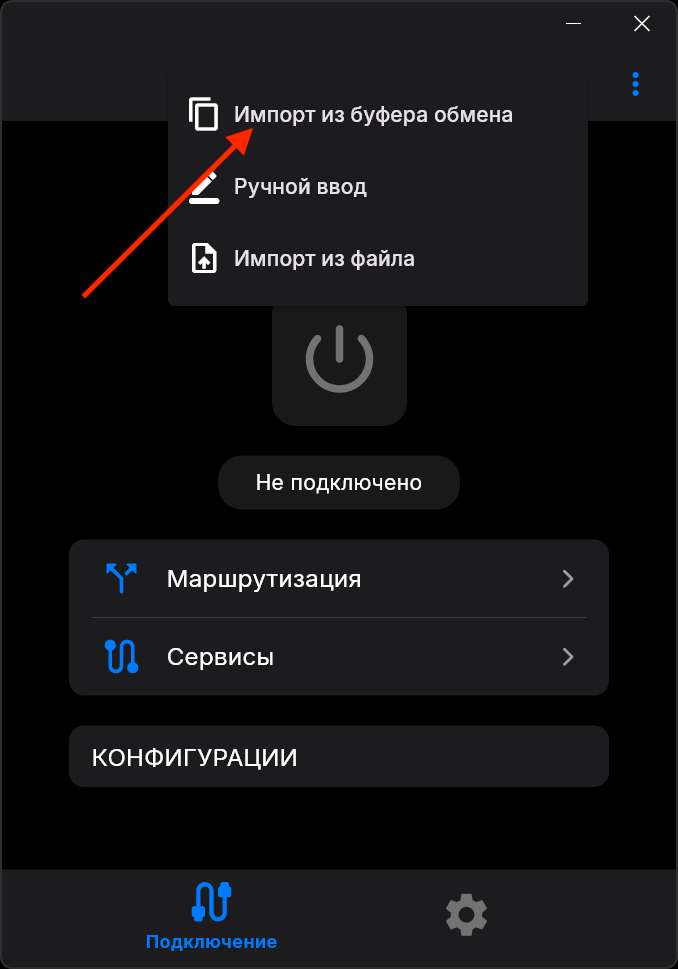 Импорт из буфера обмена
Ручной ввод
Импорт из файла
Не подключено
Маршрутизация
Сервисы
КОНФИГУРАЦИИ
Подключение